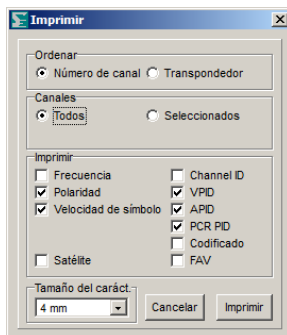 Imprimir
Ordenar
Número de canal Transpondedor
Canales
Todos Seleccionados
Imprimir
Frecuencia Channel ID
Polaridad VPID
Velocidad de símbolo APID
PCR PID
Codificado
Satélite FAV
Tamaño del caráct.
4 mm Cancelar Imprimir